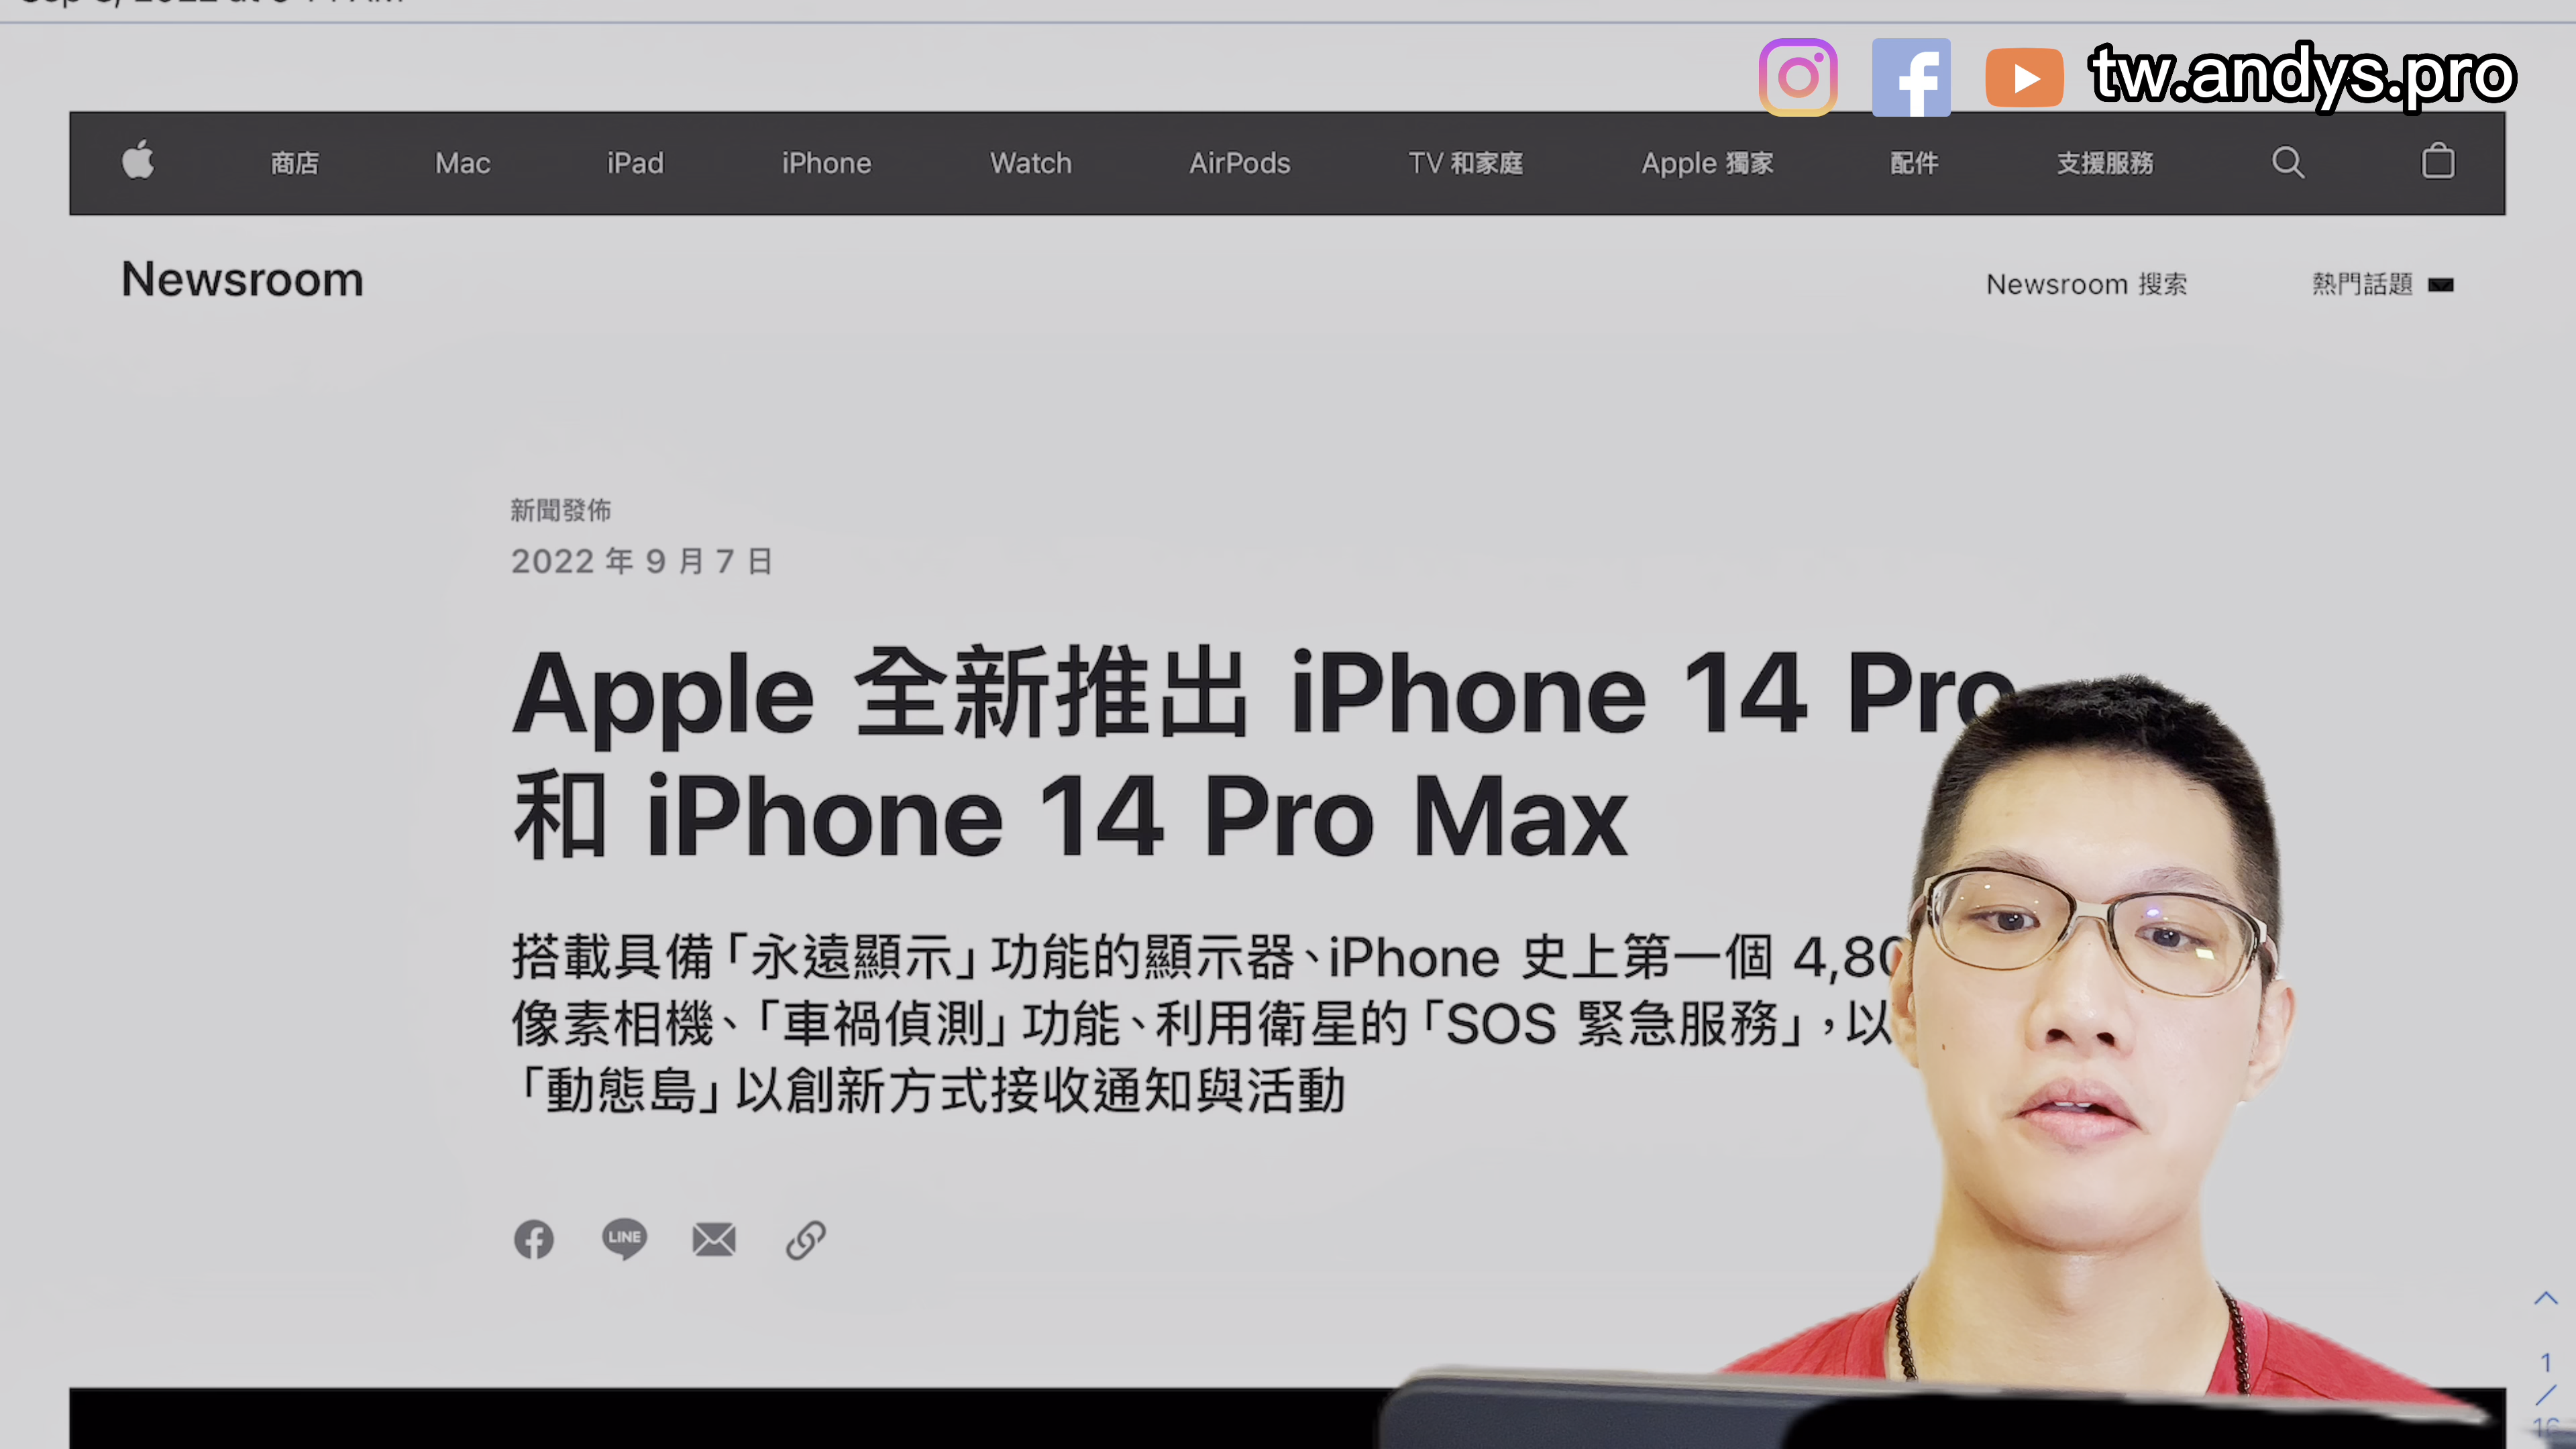 tw.andys.pro
商店 Mac iPad iPhone Watch AirPods TV 和家庭 Apple 獨家 配件 支援服務
Newsroom
Newsroom 搜索 熱門話題
新聞發佈
2022 年 9 月 7 日
Apple 全新推出 iPhone 14 Pro
和 iPhone 14 Pro Max
搭載具備「永遠顯示」功能的顯示器、iPhone 史上第一個 4,80
像素相機、「車禍偵測」功能、利用衛星的「SOS 緊急服務」，以
「動態島」以創新方式接收通知與活動
LINE
1
/
16